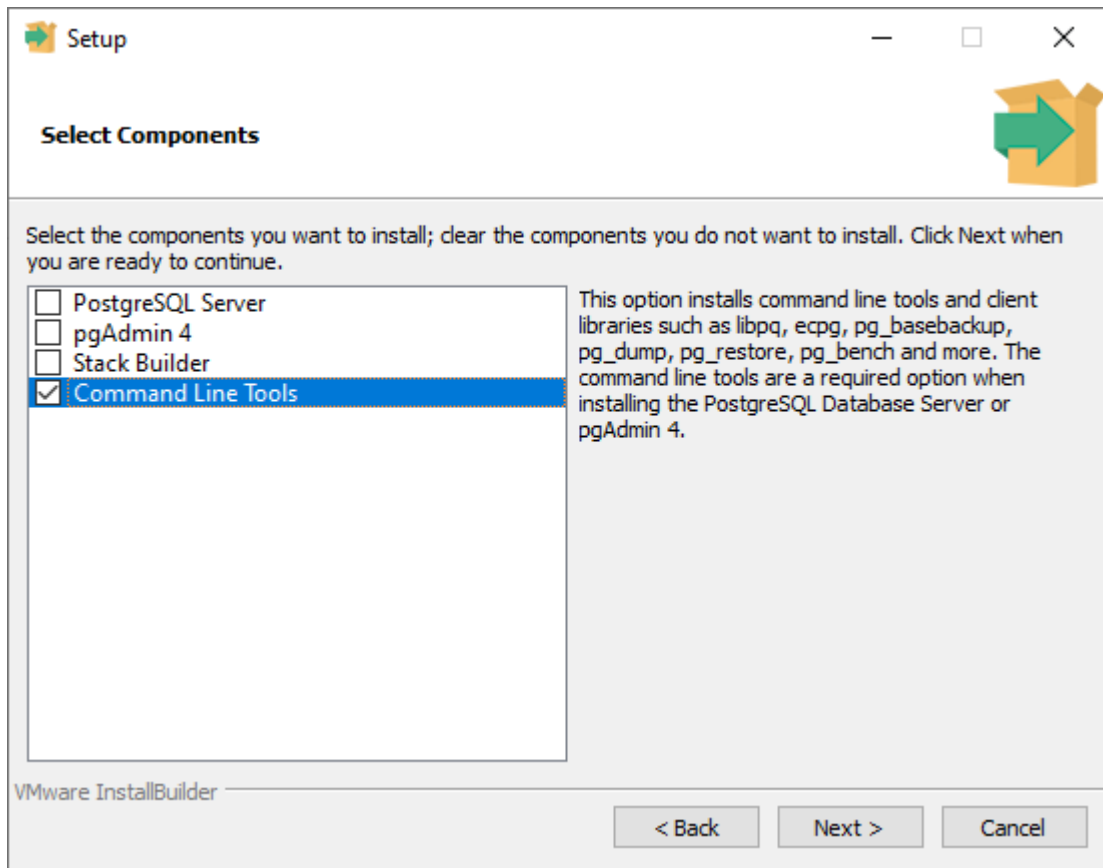 Setup
Select Components
Select the components you want to install; clear the components you do not want to install. Click Next when
you are ready to continue.
PostgreSQL Server
pgAdmin 4
Stack Builder
Command Line Tools
This option installs command line tools and client
libraries such as libpq, ecpg, pg_basebackup,
pg_dump, pg_restore, pg_bench and more. The
command line tools are a required option when
installing the PostgreSQL Database Server or
pgAdmin 4.
VMware InstallBuilder
< Back
Next >
Cancel